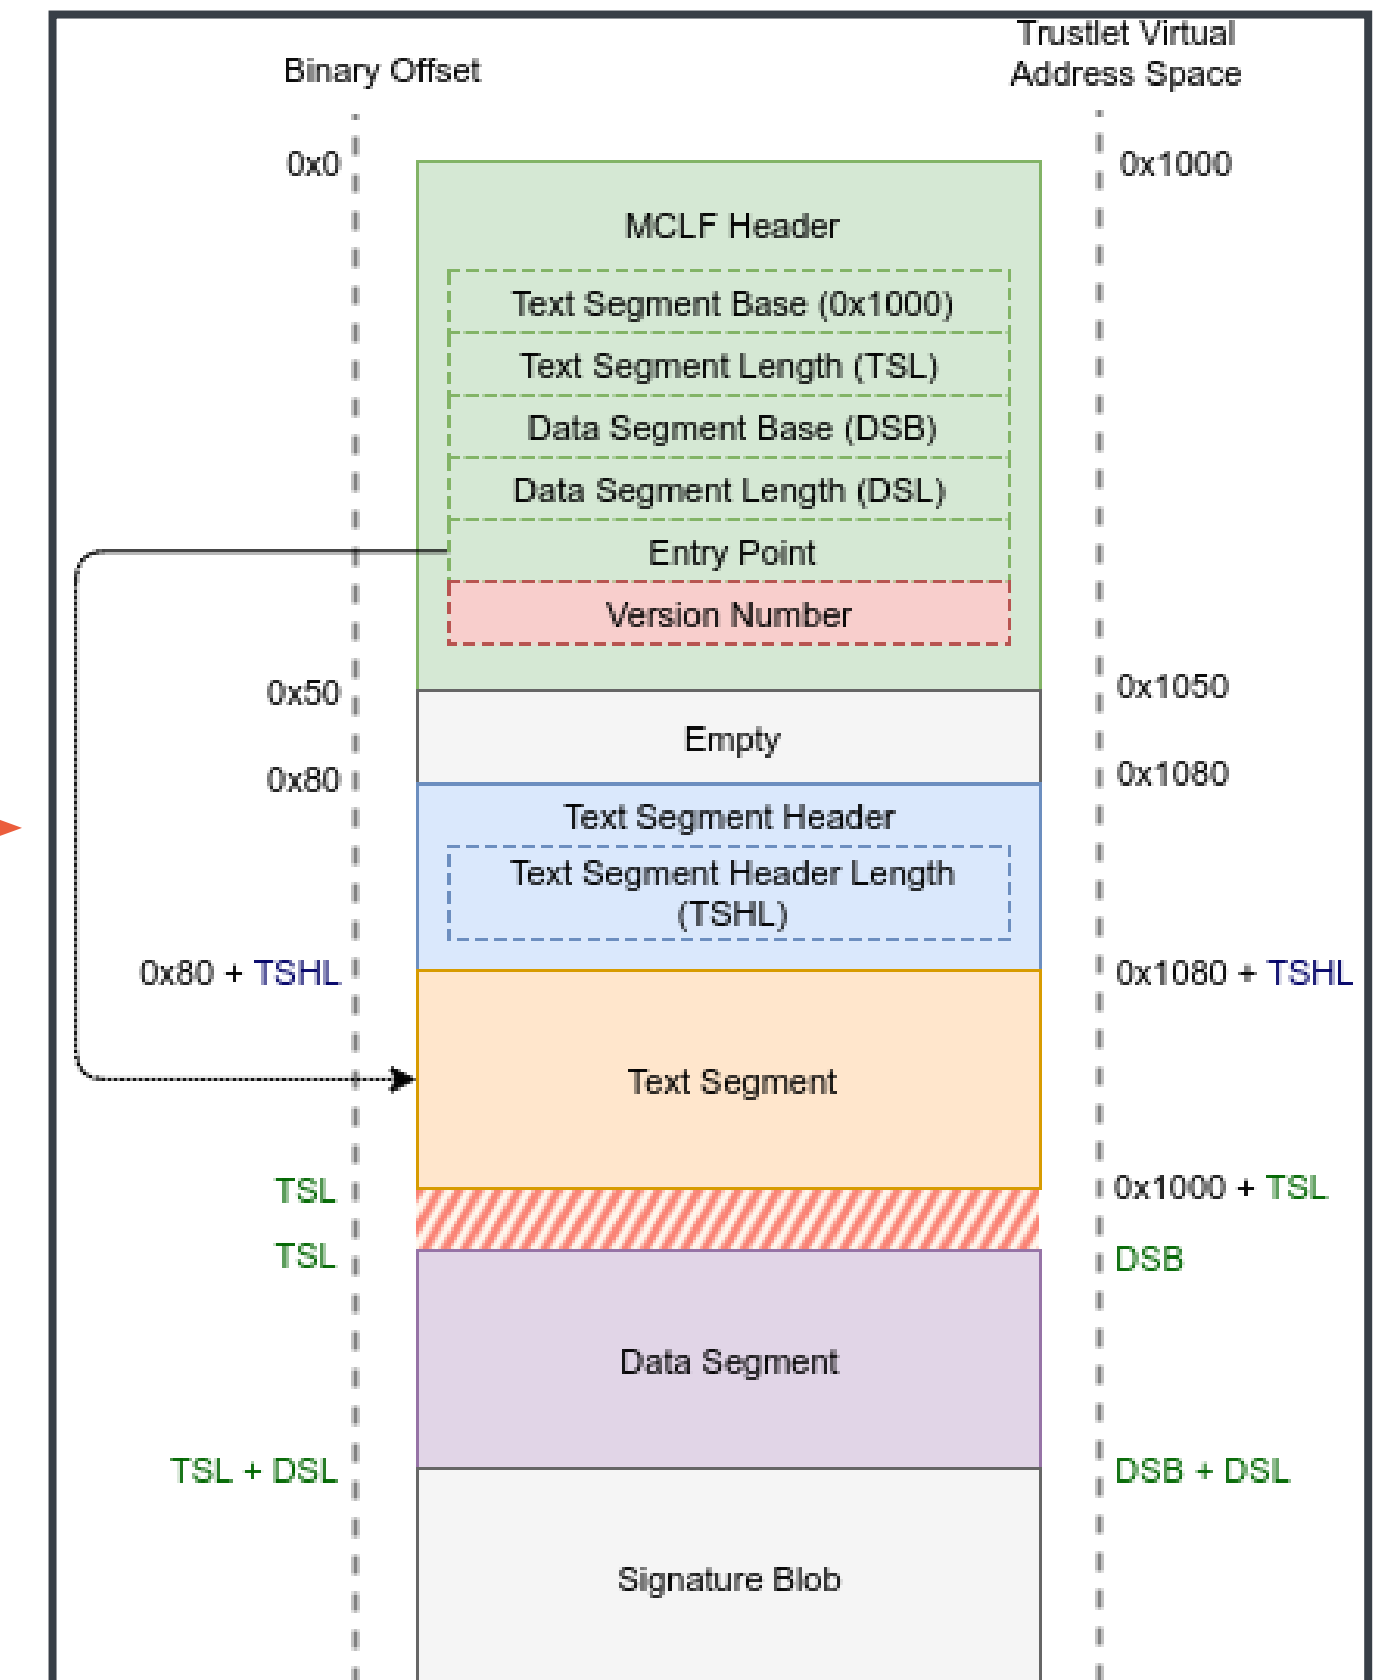 Trustlet Virtual
Address Space
Binary Offset
0x0
0x1000
MCLF Header
Text Segment Base (0x1000)
Text Segment Length (TSL)
Data Segment Base (DSB)
Data Segment Length (DSL)
Entry Point
Version Number
0x50
0x1050
Empty
0x80
0x1080
Text Segment Header
Text Segment Header Length
(TSHL)
0x80 + TSHL
0x1080 + TSHL
Text Segment
TSL
0x1000 + TSL
TSL
DSB
Data Segment
TSL + DSL
DSB + DSL
Signature Blob